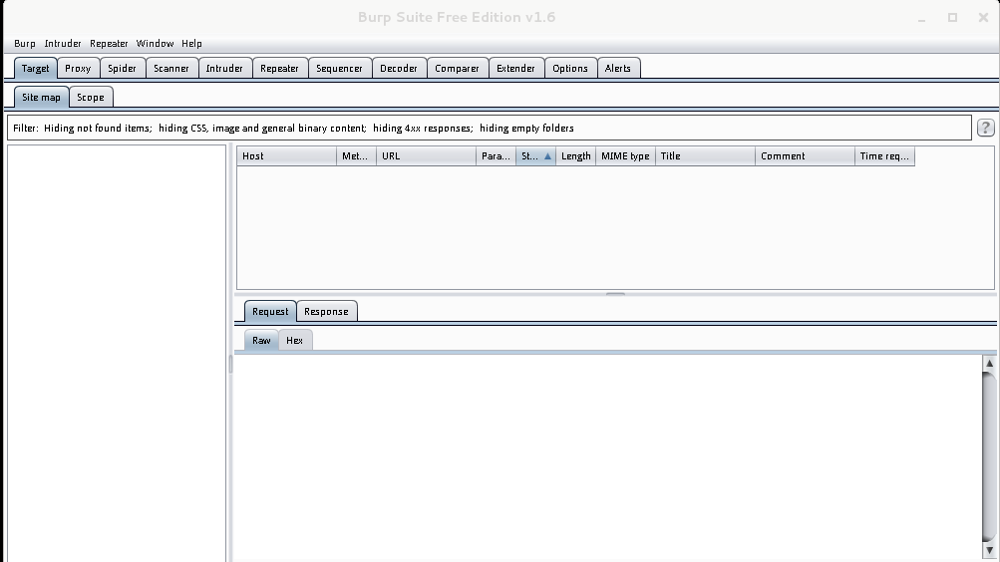 Burp Suite Free Edition v1.6
Burp Intruder Repeater Window Help
Target Proxy Spider Scanner Intruder Repeater Sequencer Decoder Comparer Extender Options Alerts
Site map Scope
Filter: Hiding not found items; hiding CSS, image and general binary content; hiding 4xx responses; hiding empty folders ?
Host Met... URL Para... St... Length MIME type Title Comment Time req...
Request Response
Raw Hex